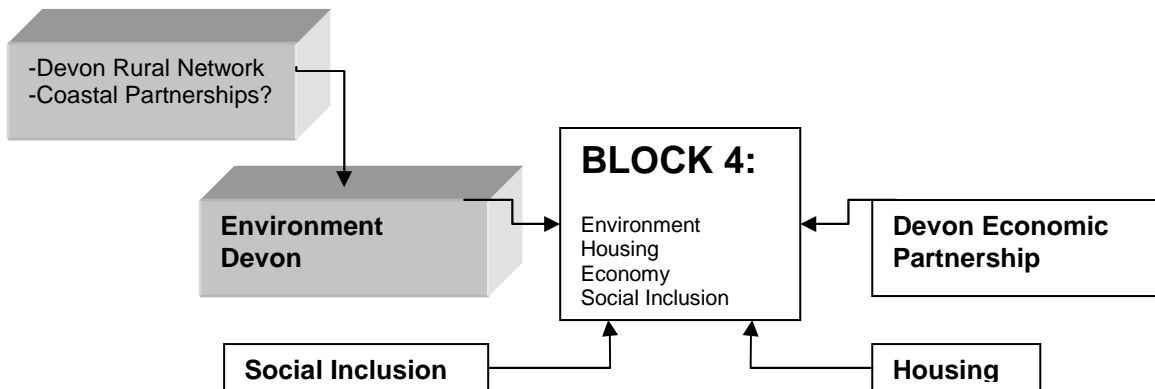 -Devon Rural Network
-Coastal Partnerships?
BLOCK 4:
Environment
Housing
Economy
Social Inclusion
Environment
Devon
Devon Economic
Partnership
Social Inclusion
Housing